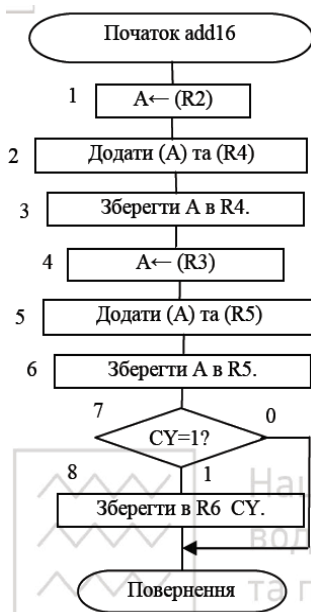 Початок add16
1
A← (R2)
2
Додати (А) та (R4)
3
Зберегти А в R4.
4
A← (R3)
5
Додати (А) та (R5)
6
Зберегти А в R5.
7
0
CY=1?
8
1
Зберегти в R6 CY.
Повернення